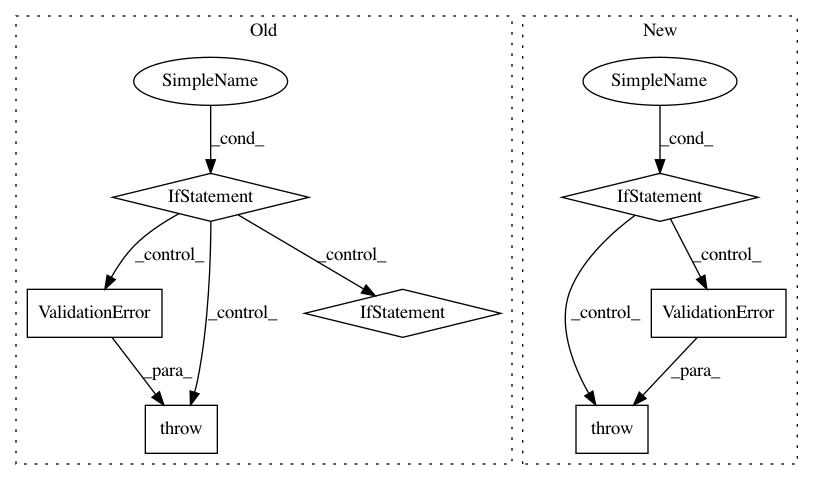 Old
New
SimpleName
SimpleName
_cond_
_cond_
IfStatement
IfStatement
_control_
_control_
_control_
ValidationError
_control_
IfStatement
_control_
ValidationError
_para_
_para_
throw
throw